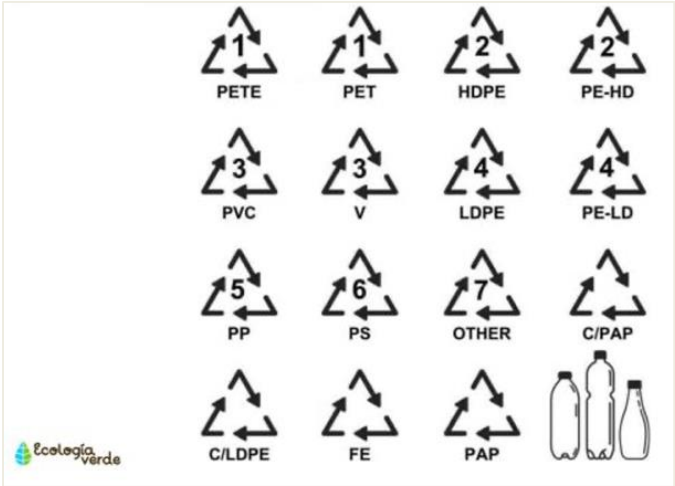 1 1 2 2
PETE PET HDPE PE-HD
3 3 4 4
PVC V LDPE PE-LD
5 6 7
PP PS OTHER C/PAP
C/LDPE FE PAP
Ecología
verde